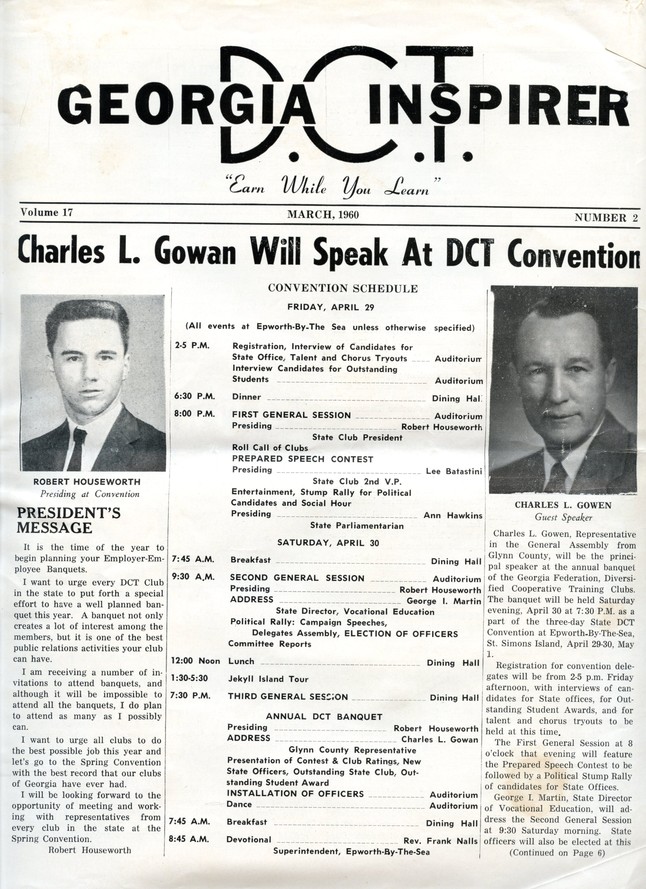 D.C.T.
GEORGIA INSPIRER
"Earn While You Learn"
Volume 17 MARCH, 1960 NUMBER 2
Charles L. Gowan Will Speak At DCT Convention
ROBERT HOUSEWORTH
Presiding at Convention
PRESIDENT'S
MESSAGE
It is the time of the year to
begin planning your Employer-Em-
ployee Banquets.
I want to urge every DCT Club
in the state to put forth a special
effort to have a well planned ban-
quet this year. A banquet not only
creates a lot of interest among the
members, but it is one of the best
public relations activities your club
can have.
I am receiving a number of in-
vitations to attend banquets, and
although it will be impossible to
attend all the banquets, I do plan
to attend as many as I possibly
can.
I want to urge all clubs to do
the best possible job this year and
let's go to the Spring Convention
with the best record that our clubs
of Georgia have ever had.
I will be looking forward to the
opportunity of meeting and work-
ing with representatives from
every club in the state at the
Spring Convention.
Robert Houseworth
CONVENTION SCHEDULE
FRIDAY, APRIL 29
(All events at Epworth-By-The Sea unless otherwise specified)
2-5 P.M. Registration, Interview of Candidates for
State Office, Talent and Chorus Tryouts ..... Auditorium
Interview Candidates for Outstanding
Students ..... Auditorium
6:30 P.M. Dinner ..... Dining Hal
8:00 P.M. FIRST GENERAL SESSION ..... Auditorium
Presiding ..... Robert Houseworth
State Club President
Roll Call of Clubs
PREPARED SPEECH CONTEST
Presiding ..... Lee Batastini
State Club 2nd V.P.
Entertainment, Stump Rally for Political
Candidates and Social Hour
Presiding ..... Ann Hawkins
State Parliamentarian
SATURDAY, APRIL 30
7:45 A.M. Breakfast ..... Dining Hall
9:30 A,M. SECOND GENERAL SESSION ..... Auditorium
Presiding ..... Robert Houseworth
ADDRESS ..... George I. Martin
State Director, Vocational Education
Political Rally: Campaign Speeches,
Delegates Assembly, ELECTION OF OFFICERS
Committee Reports
12:00 Noon Lunch ..... Dining Hall
1:30-5:30 Jekyll Island Tour
7:30 P.M. THIRD GENERAL SESSION ..... Dining Hall
ANNUAL DCT BANQUET
Presiding ..... Robert Houseworth
ADDRESS ..... Charles L. Gowan
Glynn County Representative
Presentation of Contest & Club Ratings, New
State Officers, Outstanding State Club, Out-
standing Student Award
INSTALLATION OF OFFICERS ..... Auditorium
Dance ..... Auditorium
7:45 A.M. Breakfast ..... Dining Hall
8:45 A.M. Devotional ..... Rev. Frank Nalls
Superintendent, Epworth-By-The-Sea
CHARLES L. GOWEN
Guest Speaker
Charles L. Gowen, Representative
in the General Assembly from
Glynn County, will be the princi-
pal speaker at the annual banquet
of the Georgia Federation, Diversi-
fied Cooperative Training Clubs.
The banquet will be held Saturday
evening, April 30 at 7:30 P.M. as a
part of the three-day State DCT
Convention at Epworth-By-The-Sea,
St. Simons Island, April 29-30, May
1.
Registration for convention dele-
gates will be from 2-5 p.m. Friday
afternoon, with interviews of can-
didates for State offices, for Out-
standing Student Awards, and for
talent and chorus tryouts to be
held at this time.
The First General Session at 8
o'clock that evening will feature
the Prepared Speech Contest to be
followed by a Political Stump Rally
of candidates for State Offices.
George I. Martin, State Director
of Vocational Education, will ad-
dress the Second General Session
at 9:30 Saturday morning. State
officers will also be elected at this
(Continued on Page 6)